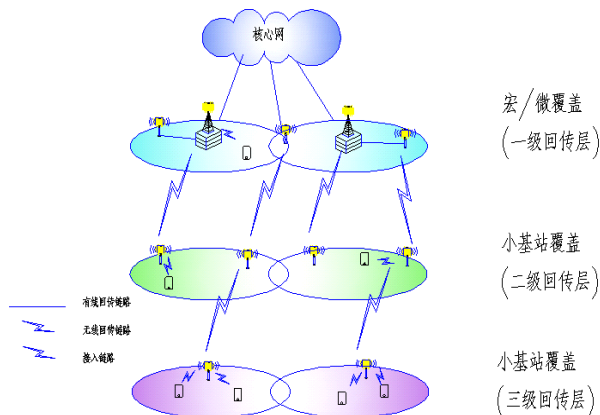 核心网
宏/微覆盖
(一级回传层)
小基站覆盖
(二级回传层)
有线回传链路
无线回传链路
接入链路
小基站覆盖
(三级回传层)